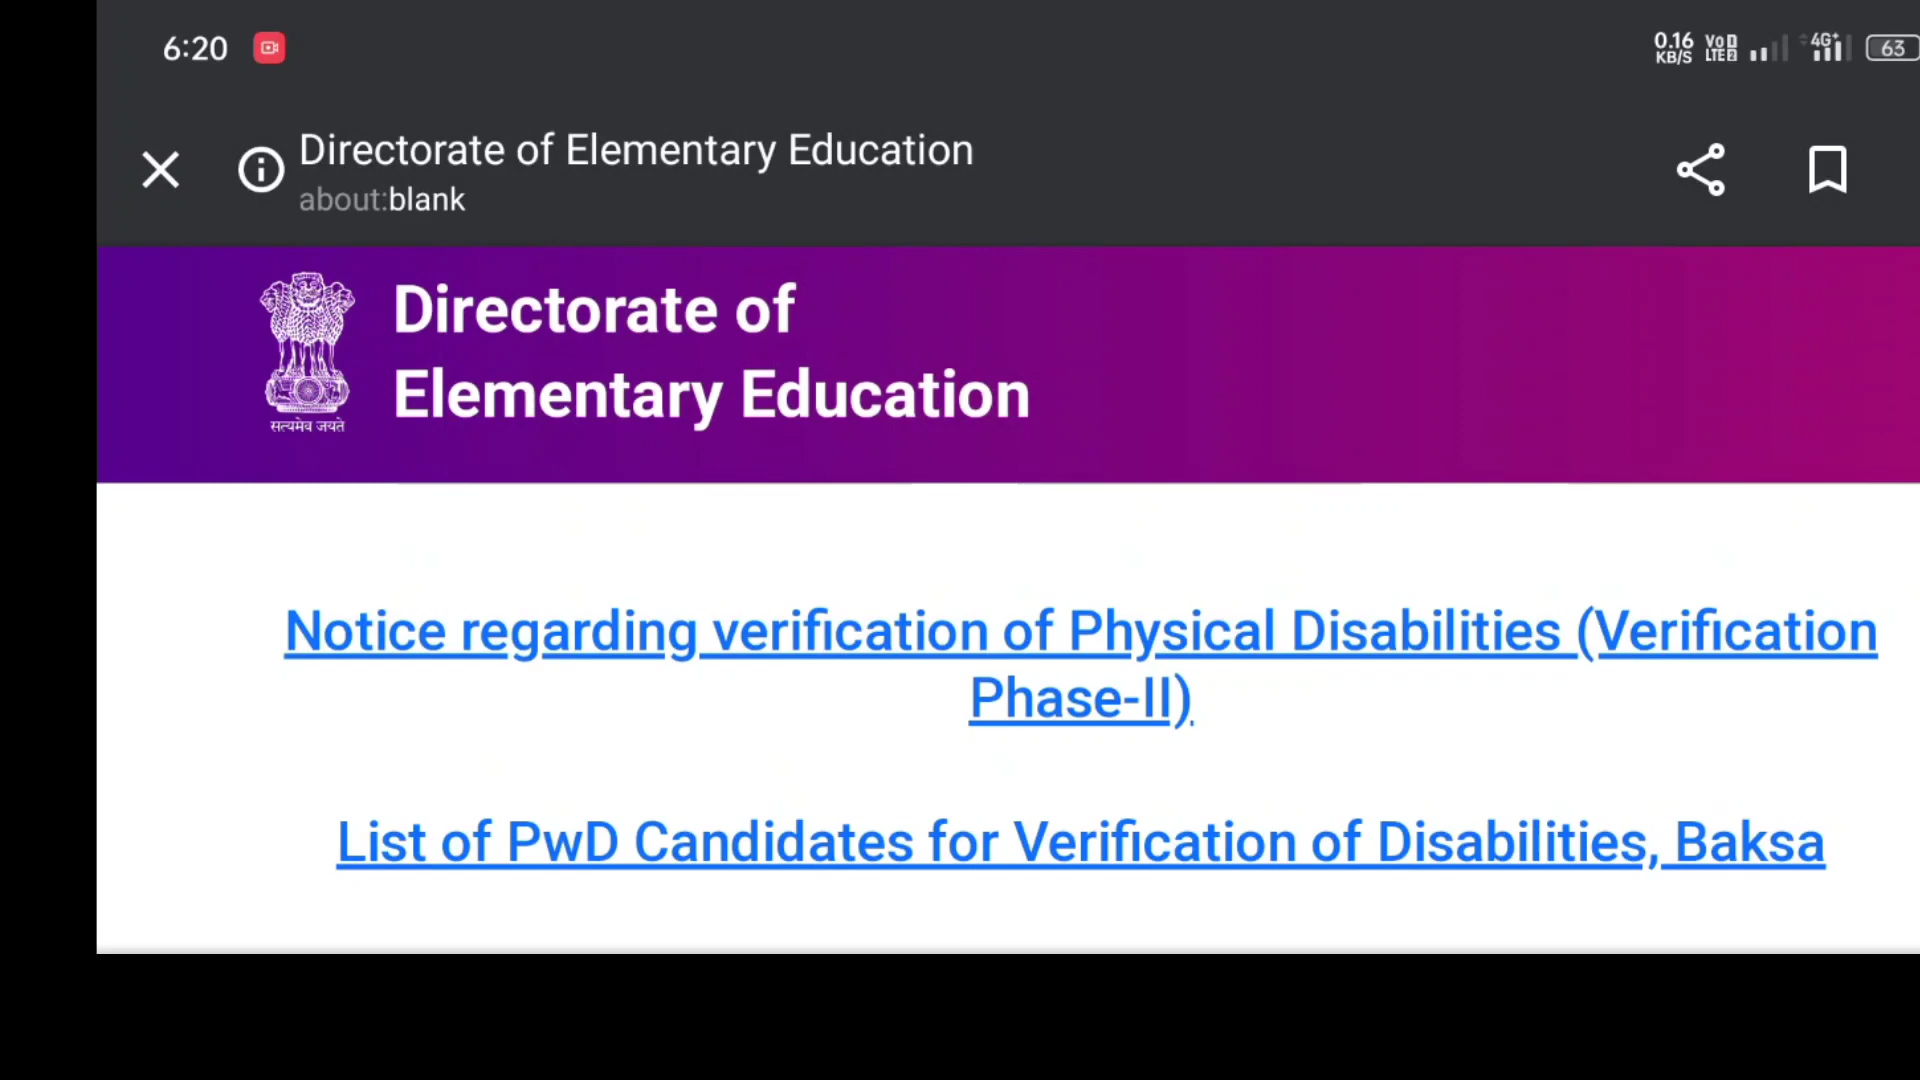 6:20
0.16 KB/S
VoD LTE 2
4G+
63
Directorate of Elementary Education
about:blank
सत्यमेव जयते
Directorate of
Elementary Education
Notice regarding verification of Physical Disabilities (Verification
Phase-II)
List of PwD Candidates for Verification of Disabilities, Baksa